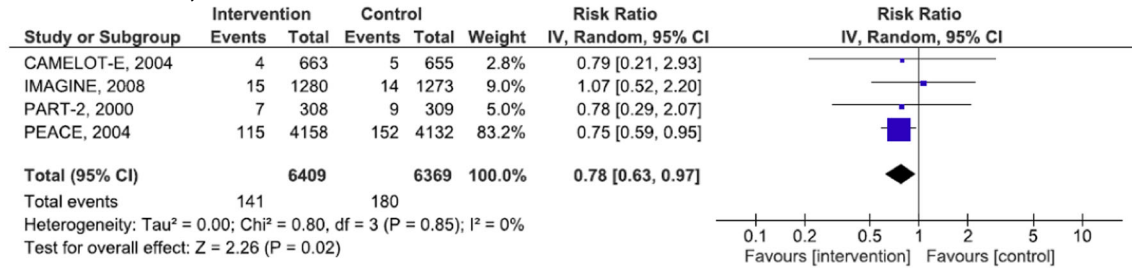 Intervention Control Risk Ratio Risk Ratio
Study or Subgroup Events Total Events Total Weight IV, Random, 95% CI IV, Random, 95% CI
CAMELOT-E, 2004 4 663 5 655 2.8% 0.79 [0.21, 2.93]
IMAGINE, 2008 15 1280 14 1273 9.0% 1.07 [0.52, 2.20]
PART-2, 2000 7 308 9 309 5.0% 0.78 [0.29, 2.07]
PEACE, 2004 115 4158 152 4132 83.2% 0.75 [0.59, 0.95]
Total (95% CI) 6409 6369 100.0% 0.78 [0.63, 0.97]
Total events 141 180
Heterogeneity: Tau² = 0.00; Chi² = 0.80, df = 3 (P = 0.85); I² = 0%
Test for overall effect: Z = 2.26 (P = 0.02)
0.1 0.2 0.5 1 2 5 10
Favours [intervention] Favours [control]